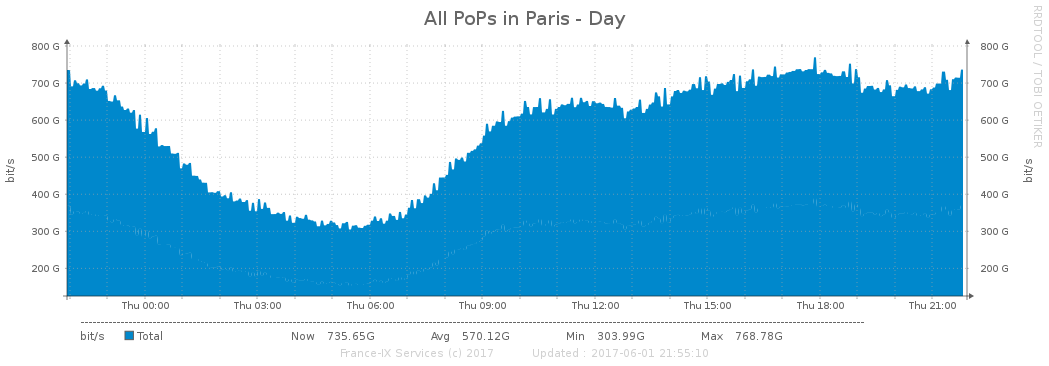 All PoPs in Paris - Day
RRDTOOL / TOBI OETIKER
bit/s
800 G
700 G
600 G
500 G
400 G
300 G
200 G
800 G
700 G
600 G
500 G
400 G
300 G
200 G
bit/s
Thu 00:00 Thu 03:00 Thu 06:00 Thu 09:00 Thu 12:00 Thu 15:00 Thu 18:00 Thu 21:00
bit/s Total Now 735.65G Avg 570.12G Min 303.99G Max 768.78G
France-IX Services (c) 2017 Updated : 2017-06-01 21:55:10